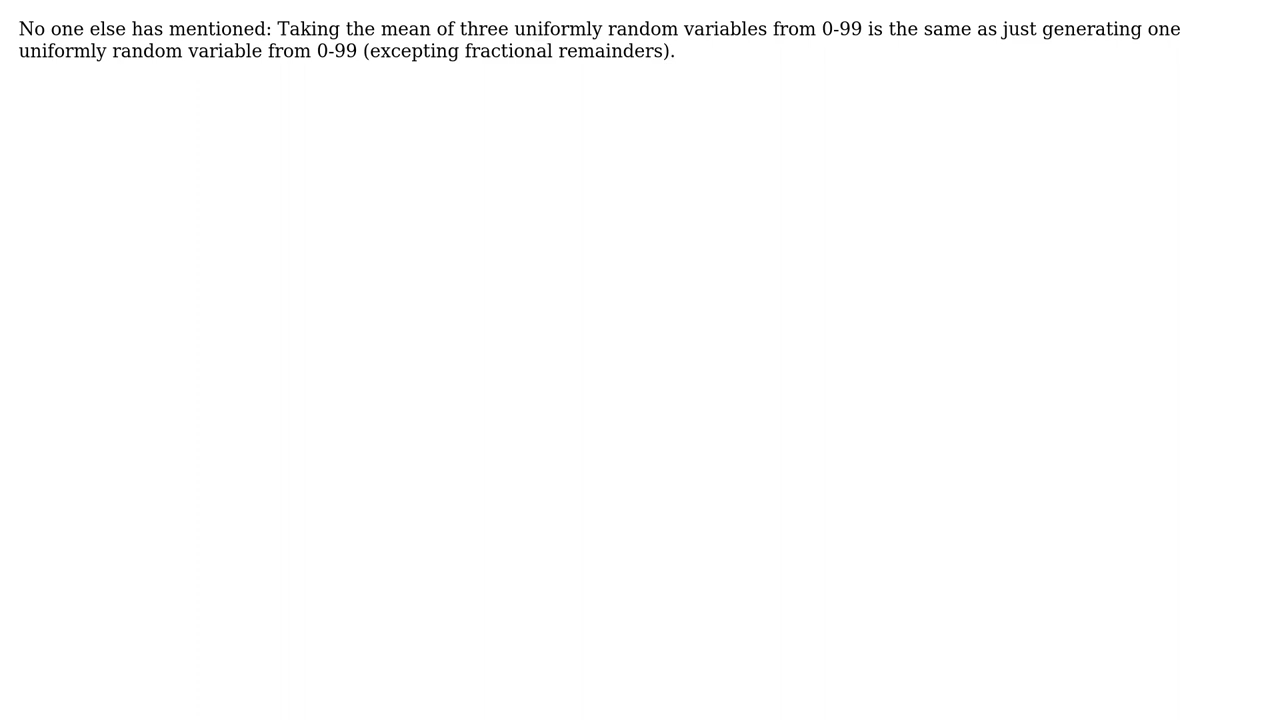 No one else has mentioned: Taking the mean of three uniformly random variables from 0-99 is the same as just generating one
uniformly random variable from 0-99 (excepting fractional remainders).